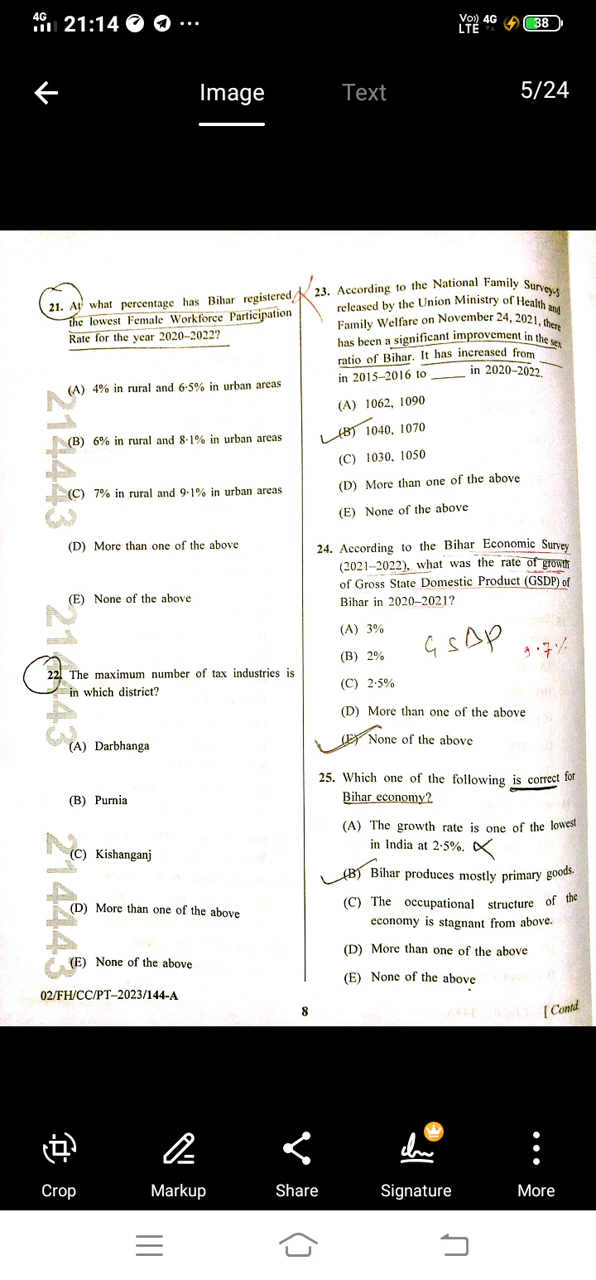 4G 21:14 ...
Vo)) LTE 4G 38
Image Text 5/24
21. At what percentage has Bihar registered
the lowest Female Workforce Participation
Rate for the year 2020–2022?
(A) 4% in rural and 6·5% in urban areas
(B) 6% in rural and 8·1% in urban areas
(C) 7% in rural and 9·1% in urban areas
(D) More than one of the above
(E) None of the above
22. The maximum number of tax industries is
in which district?
(A) Darbhanga
(B) Purnia
(C) Kishanganj
(D) More than one of the above
(E) None of the above
214443
214443
214443
02/FH/CC/PT–2023/144-A
23. According to the National Family Survey-5
released by the Union Ministry of Health and
Family Welfare on November 24, 2021, there
has been a significant improvement in the sex
ratio of Bihar. It has increased from ____
in 2015–2016 to ____ in 2020–2022.
(A) 1062, 1090
(B) 1040, 1070
(C) 1030, 1050
(D) More than one of the above
(E) None of the above
24. According to the Bihar Economic Survey
(2021–2022), what was the rate of growth
of Gross State Domestic Product (GSDP) of
Bihar in 2020–2021?
(A) 3%
(B) 2%
GSDP
(C) 2·5%
(D) More than one of the above
(E) None of the above
25. Which one of the following is correct for
Bihar economy?
(A) The growth rate is one of the lowest
in India at 2·5%.
(B) Bihar produces mostly primary goods.
(C) The occupational structure of the
economy is stagnant from above.
(D) More than one of the above
(E) None of the above
8
[ Contd.
Crop Markup Share Signature More